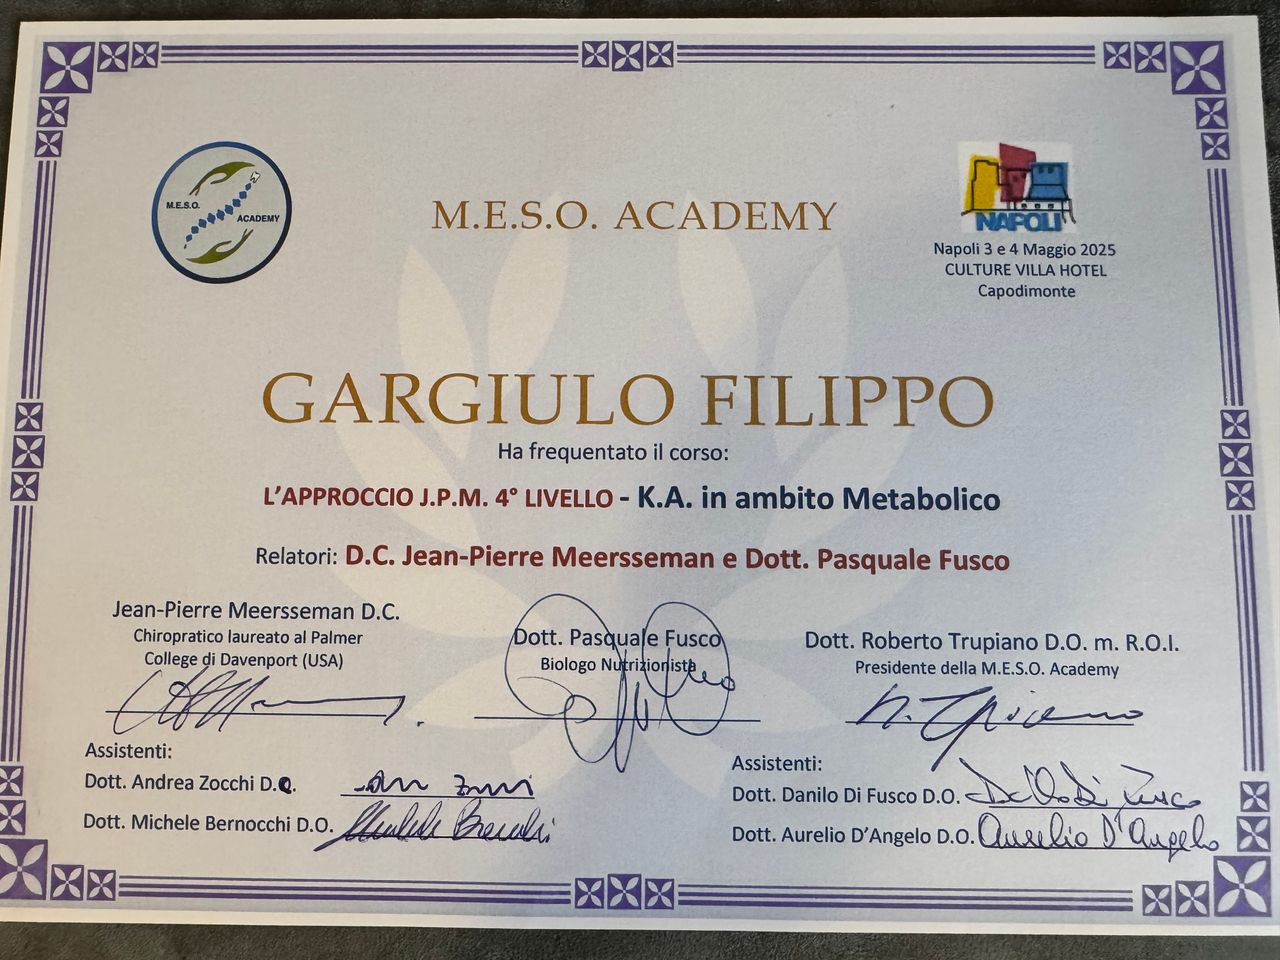 M.E.S.O.
ACADEMY
M.E.S.O. ACADEMY
NAPOLI
Napoli 3 e 4 Maggio 2025
CULTURE VILLA HOTEL
Capodimonte
GARGIULO FILIPPO
Ha frequentato il corso:
L’APPROCCIO J.P.M. 4° LIVELLO - K.A. in ambito Metabolico
Relatori: D.C. Jean-Pierre Meersseman e Dott. Pasquale Fusco
Jean-Pierre Meersseman D.C.
Chiropratico laureato al Palmer
College di Davenport (USA)
Dott. Pasquale Fusco
Biologo Nutrizionista
Dott. Roberto Trupiano D.O. m. R.O.I.
Presidente della M.E.S.O. Academy
Assistenti:
Dott. Andrea Zocchi D.O.
Dott. Michele Bernocchi D.O.
Assistenti:
Dott. Danilo Di Fusco D.O.
Dott. Aurelio D’Angelo D.O. Aurelio D'Angelo